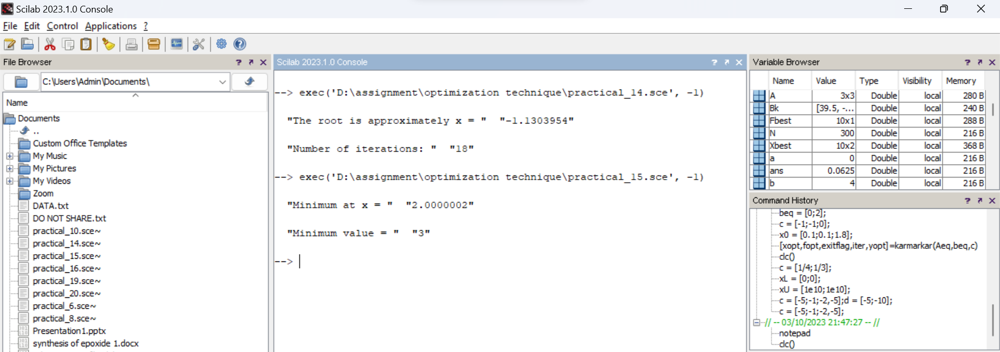 Scilab 2023.1.0 Console
File Edit Control Applications ?
File Browser
C:\Users\Admin\Documents\
Name
Documents
..
Custom Office Templates
My Music
My Pictures
My Videos
Zoom
DATA.txt
DO NOT SHARE.txt
practical_10.sce~
practical_14.sce~
practical_15.sce~
practical_16.sce~
practical_19.sce~
practical_20.sce~
practical_6.sce~
practical_8.sce~
Presentation1.pptx
synthesis of epoxide 1.docx
Scilab 2023.1.0 Console
--> exec('D:\assignment\optimization technique\practical_14.sce', -1)
"The root is approximately x = " "-1.1303954"
"Number of iterations: " "18"
--> exec('D:\assignment\optimization technique\practical_15.sce', -1)
"Minimum at x = " "2.0000002"
"Minimum value = " "3"
-->
Variable Browser
Name Value Type Visibility Memory
A 3x3 Double local 280 B
Bk [39.5, -... Double local 240 B
Fbest 10x1 Double local 288 B
N 300 Double local 216 B
Xbest 10x2 Double local 368 B
a 0 Double local 216 B
ans 0.0625 Double local 216 B
b 4 Double local 216 B
Command History
beq = [0;2];
c = [-1;-1;0];
x0 = [0.1;0.1;1.8];
[xopt,fopt,exitflag,iter,yopt]=karmarkar(Aeq,beq,c)
clc()
c = [1/4;1/3];
xL = [0;0];
xU = [1e10;1e10];
c = [-5;-1;-2,-5];d = [-5;-10];
c = [-5;-1;-2,-5];
// -- 03/10/2023 21:47:27 -- //
notepad
clc()